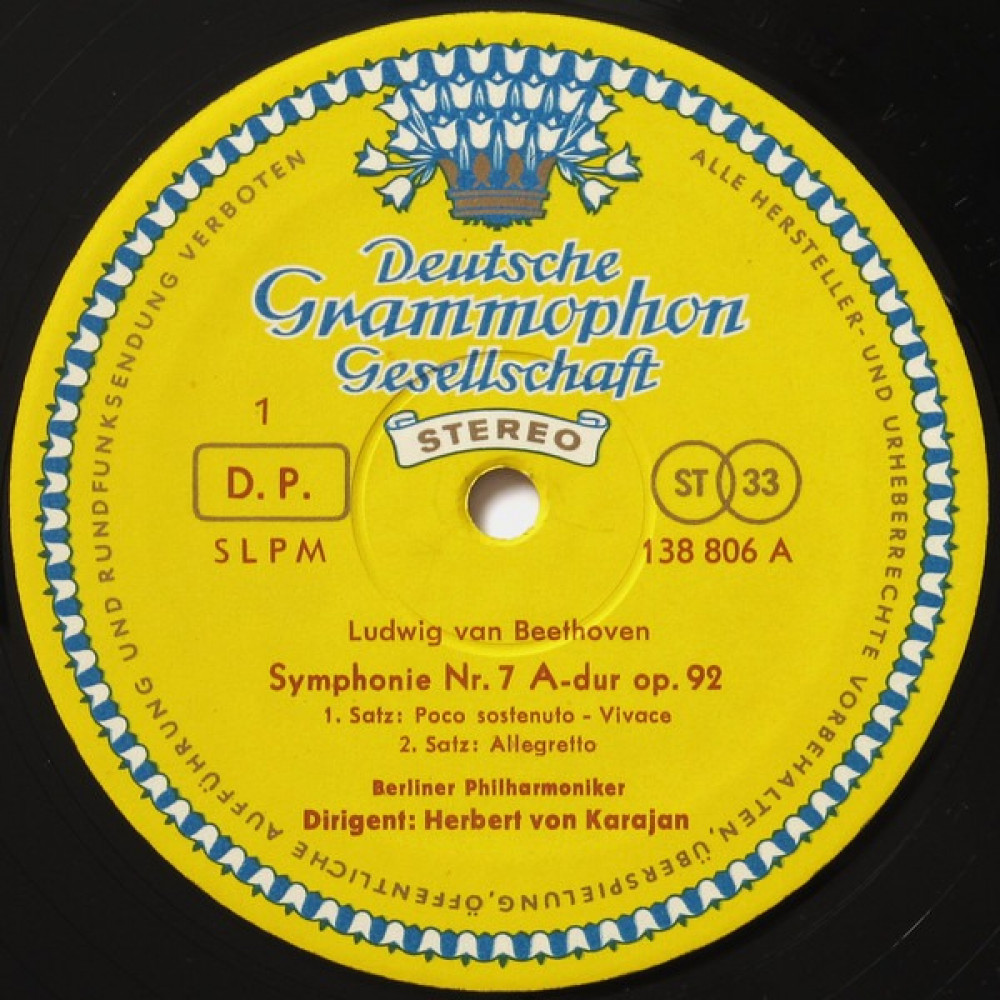 Deutsche
Grammophon
Gesellschaft
STEREO
1
D. P.
ST 33
SLPM
138 806 A
Ludwig van Beethoven
Symphonie Nr. 7 A-dur op. 92
1. Satz: Poco sostenuto - Vivace
2. Satz: Allegretto
Berliner Philharmoniker
Dirigent: Herbert von Karajan
ALLE HERSTELLER- UND URHEBERRECHTE VORBEHALTEN, ÜBERSPIELUNG, ÖFFENTLICHE AUFFÜHRUNG UND RUNDFUNKSENDUNG VERBOTEN